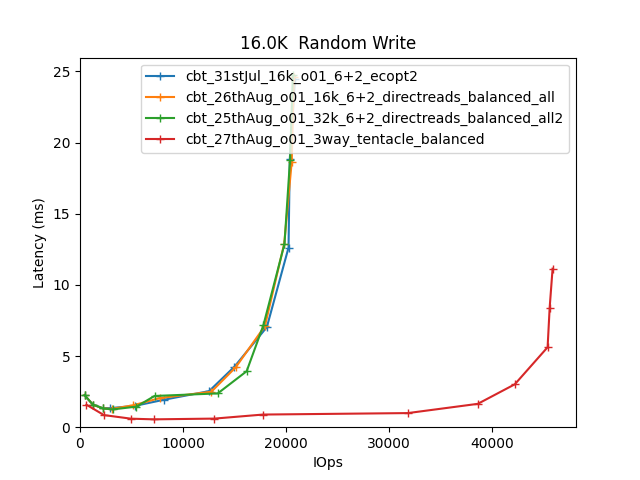 16.0K  Random Write
cbt_31stJul_16k_o01_6+2_ecopt2
cbt_26thAug_o01_16k_6+2_directreads_balanced_all
cbt_25thAug_o01_32k_6+2_directreads_balanced_all2
cbt_27thAug_o01_3way_tentacle_balanced
Latency (ms)
25
20
15
10
5
0
0 10000 20000 30000 40000
IOps